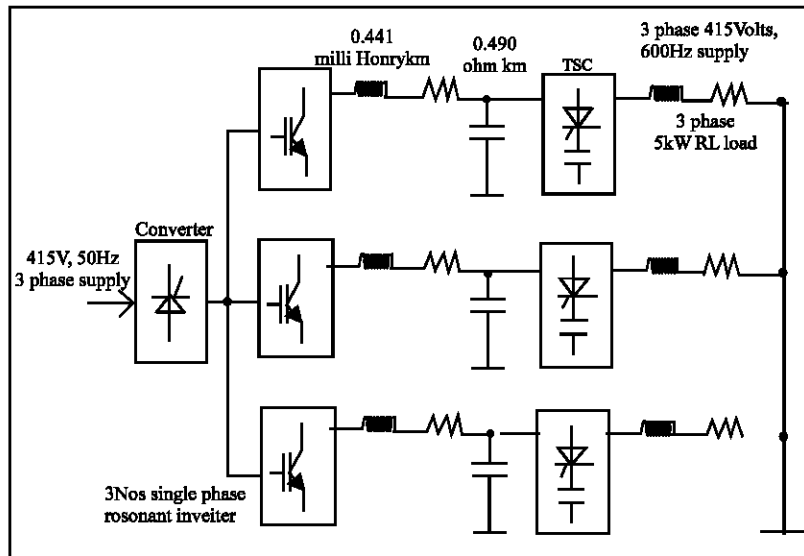 0.441
milli Honrykm
0.490
ohm km
TSC
3 phase 415Volts,
600Hz supply
3 phase
5kW RL load
Converter
415V, 50Hz
3 phase supply
3Nos single phase
rosonant inveiter